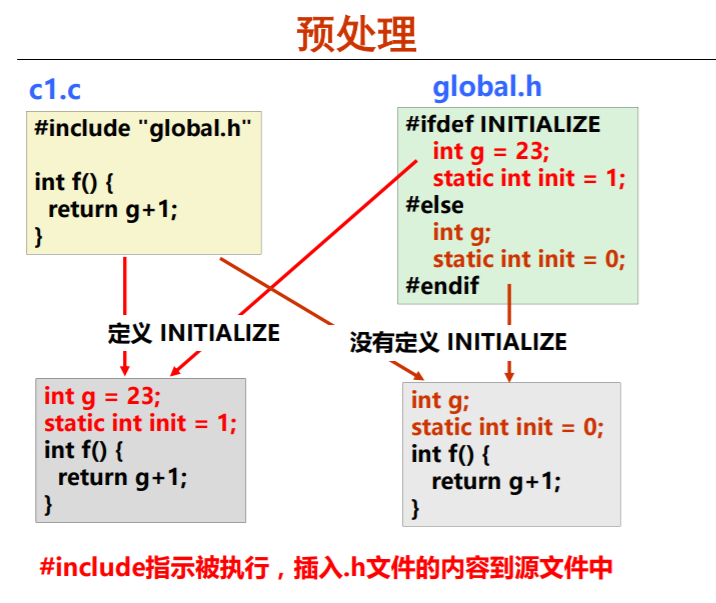 预处理
c1.c
#include "global.h"
int f() {
return g+1;
}
global.h
#ifdef INITIALIZE
int g = 23;
static int init = 1;
#else
int g;
static int init = 0;
#endif
定义 INITIALIZE
没有定义 INITIALIZE
int g = 23;
static int init = 1;
int f() {
return g+1;
}
int g;
static int init = 0;
int f() {
return g+1;
}
#include指示被执行，插入.h文件的内容到源文件中